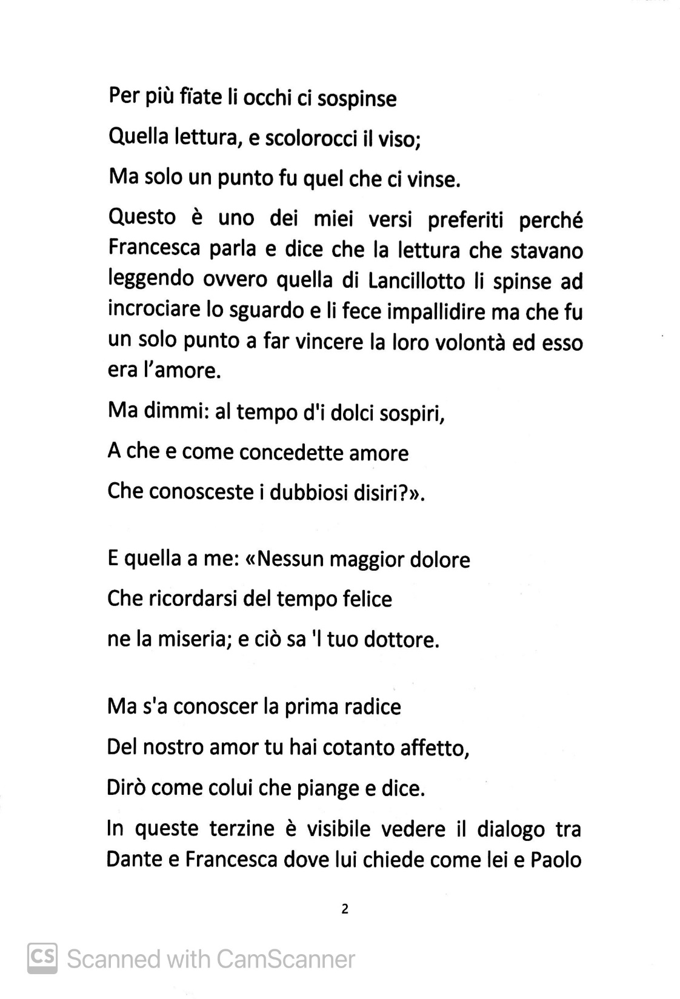 Per più fïate li occhi ci sospinse
Quella lettura, e scolorocci il viso;
Ma solo un punto fu quel che ci vinse.
Questo è uno dei miei versi preferiti perché
Francesca parla e dice che la lettura che stavano
leggendo ovvero quella di Lancillotto li spinse ad
incrociare lo sguardo e li fece impallidire ma che fu
un solo punto a far vincere la loro volontà ed esso
era l'amore.
Ma dimmi: al tempo d'i dolci sospiri,
A che e come concedette amore
Che conosceste i dubbiosi disiri?».
E quella a me: «Nessun maggior dolore
Che ricordarsi del tempo felice
ne la miseria; e ciò sa 'l tuo dottore.
Ma s'a conoscer la prima radice
Del nostro amor tu hai cotanto affetto,
Dirò come colui che piange e dice.
In queste terzine è visibile vedere il dialogo tra
Dante e Francesca dove lui chiede come lei e Paolo
2
CS Scanned with CamScanner